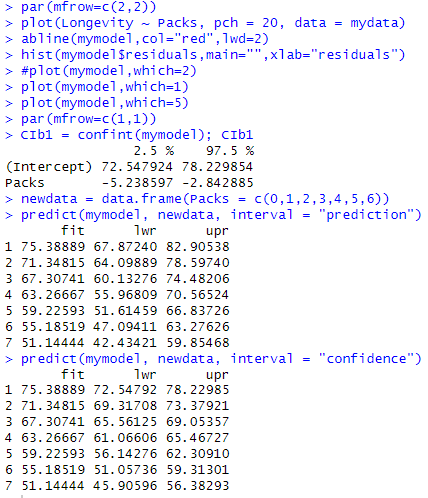 > par(mfrow=c(2,2))
> plot(Longevity ~ Packs, pch = 20, data = mydata)
> abline(mymodel,col="red",lwd=2)
> hist(mymodel$residuals,main="",xlab="residuals")
> #plot(mymodel,which=2)
> plot(mymodel,which=1)
> plot(mymodel,which=5)
> par(mfrow=c(1,1))
> CIb1 = confint(mymodel); CIb1
                2.5 %    97.5 %
(Intercept) 72.547924 78.229854
Packs       -5.238597 -2.842885
> newdata = data.frame(Packs = c(0,1,2,3,4,5,6))
> predict(mymodel, newdata, interval = "prediction")
       fit      lwr      upr
1 75.38889 67.87240 82.90538
2 71.34815 64.09889 78.59740
3 67.30741 60.13276 74.48206
4 63.26667 55.96809 70.56524
5 59.22593 51.61459 66.83726
6 55.18519 47.09411 63.27626
7 51.14444 42.43421 59.85468
> predict(mymodel, newdata, interval = "confidence")
       fit      lwr      upr
1 75.38889 72.54792 78.22985
2 71.34815 69.31708 73.37921
3 67.30741 65.56125 69.05357
4 63.26667 61.06606 65.46727
5 59.22593 56.14276 62.30910
6 55.18519 51.05736 59.31301
7 51.14444 45.90596 56.38293